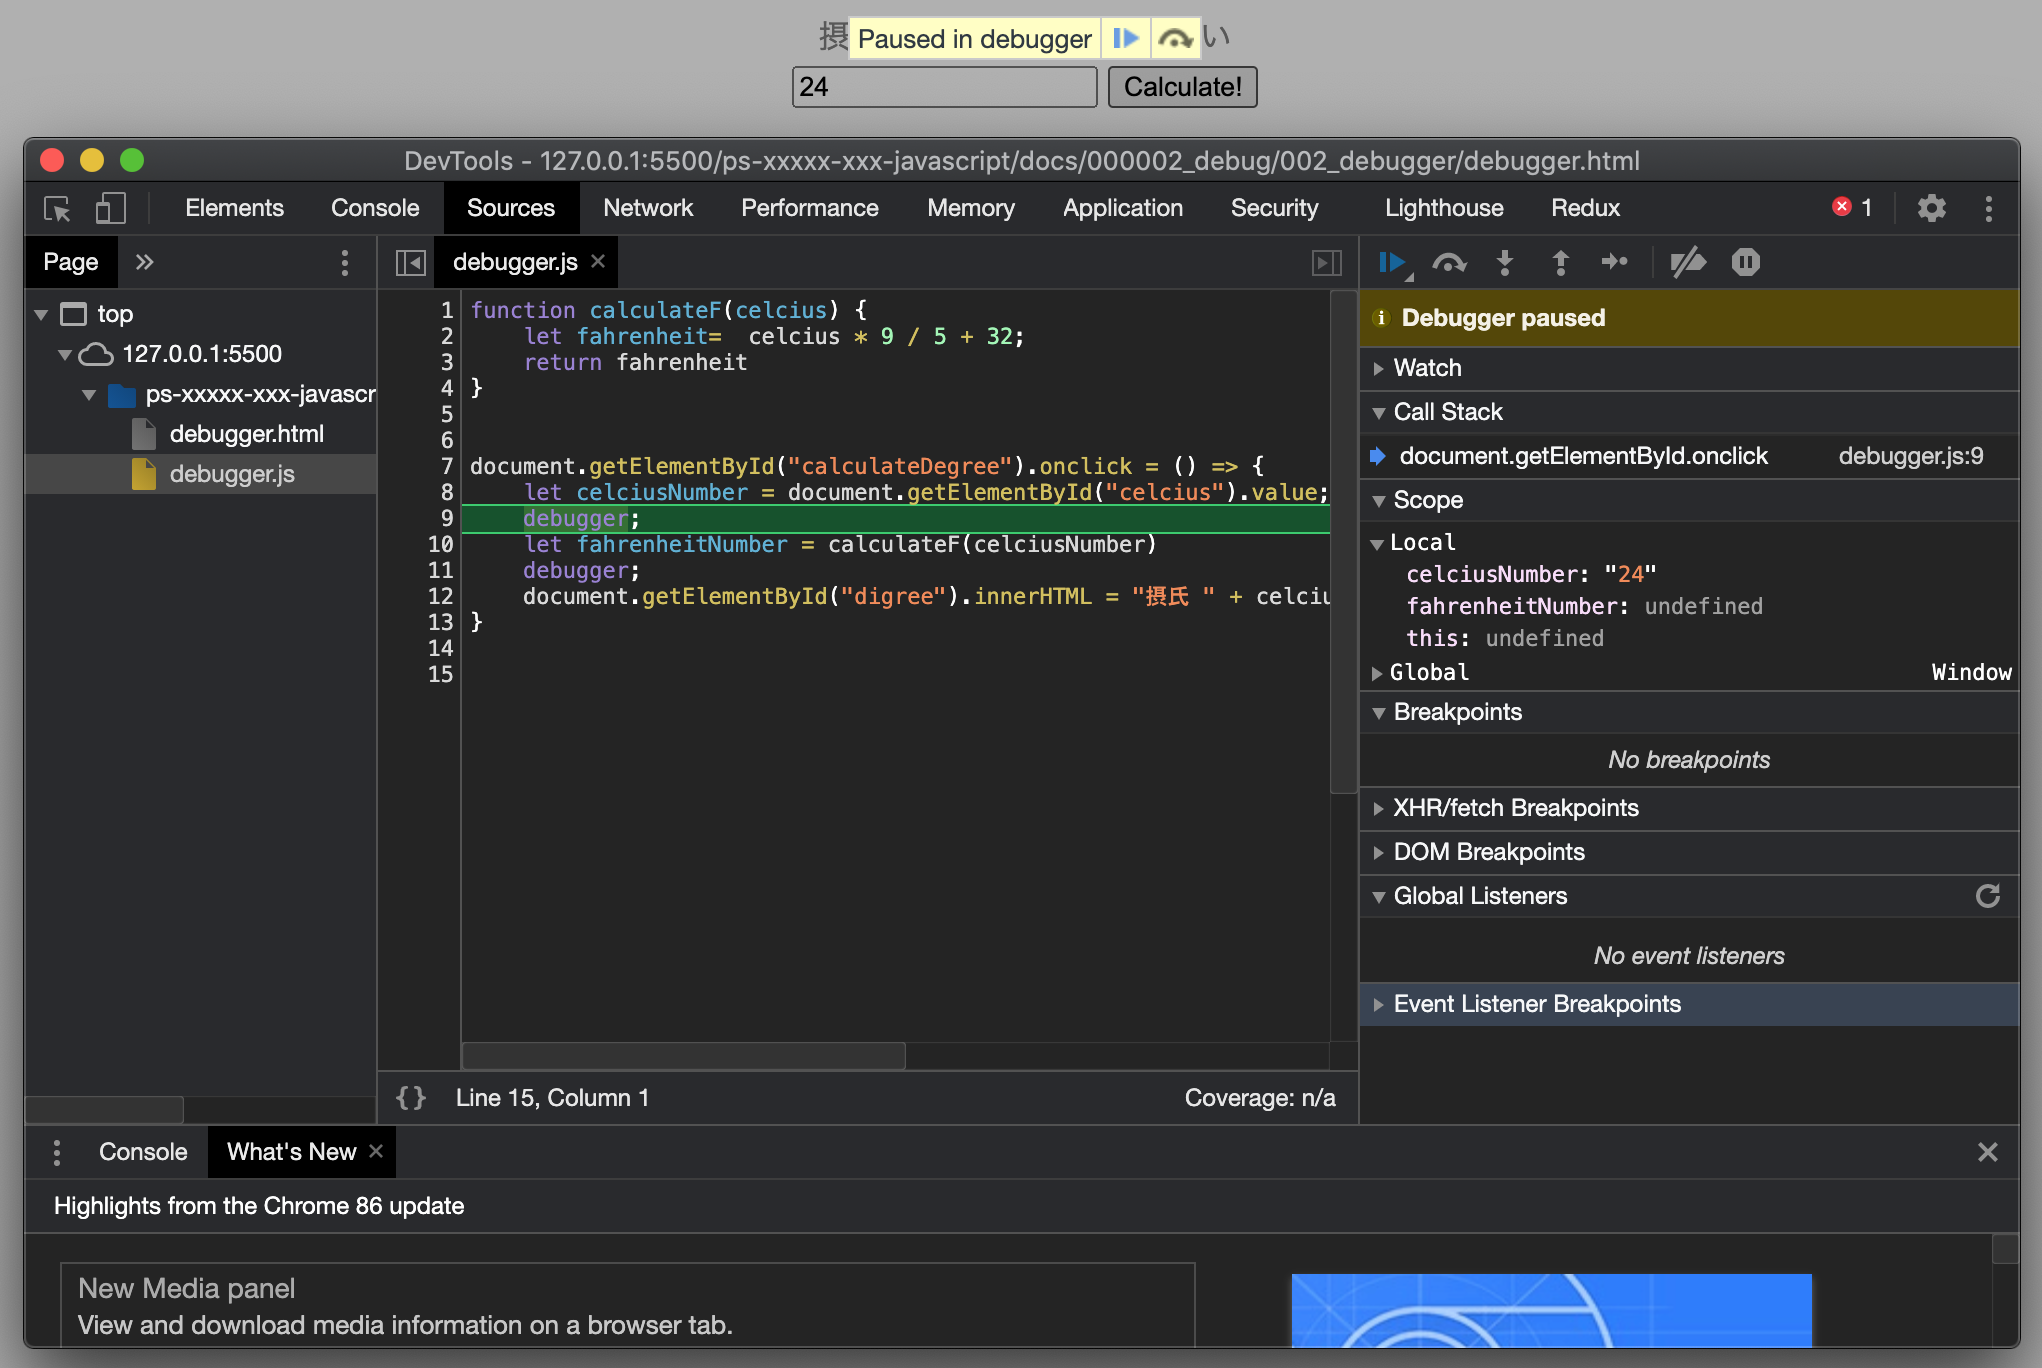 摂 Paused in debugger い
24 Calculate!
DevTools - 127.0.0.1:5500/ps-xxxxx-xxx-javascript/docs/000002_debug/002_debugger/debugger.html
Elements Console Sources Network Performance Memory Application Security Lighthouse Redux 1
Page debugger.js
top
127.0.0.1:5500
ps-xxxxx-xxx-javascr
debugger.html
debugger.js
1 function calculateF(celcius) {
2 let fahrenheit=  celcius * 9 / 5 + 32;
3 return fahrenheit
4 }
5
6
7 document.getElementById("calculateDegree").onclick = () => {
8 let celciusNumber = document.getElementById("celcius").value;
9 debugger;
10 let fahrenheitNumber = calculateF(celciusNumber)
11 debugger;
12 document.getElementById("digree").innerHTML = "摂氏 " + celciu
13 }
14
15
{} Line 15, Column 1 Coverage: n/a
Debugger paused
Watch
Call Stack
document.getElementById.onclick debugger.js:9
Scope
Local
celciusNumber: "24"
fahrenheitNumber: undefined
this: undefined
Global Window
Breakpoints
No breakpoints
XHR/fetch Breakpoints
DOM Breakpoints
Global Listeners
No event listeners
Event Listener Breakpoints
Console What's New
Highlights from the Chrome 86 update
New Media panel
View and download media information on a browser tab.